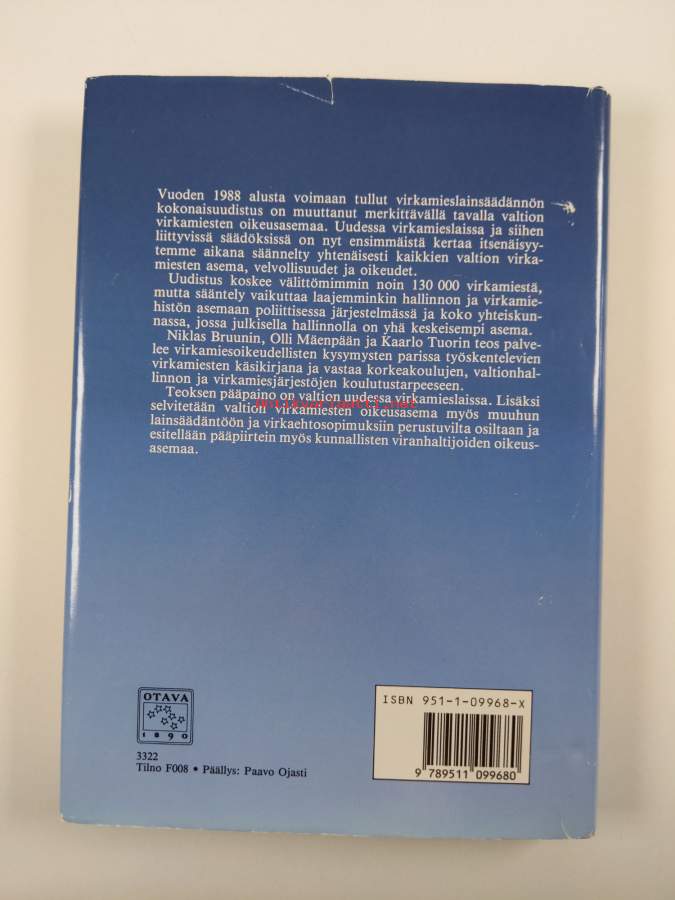 Vuoden 1988 alusta voimaan tullut virkamieslainsäädännön
kokonaisuudistus on muuttanut merkittävällä tavalla valtion
virkamiesten oikeusasemaa. Uudessa virkamieslaissa ja siihen
liittyvissä säädöksissä on nyt ensimmäistä kertaa itsenäisyy-
temme aikana säännelty yhtenäisesti kaikkien valtion virka-
miesten asema, velvollisuudet ja oikeudet.
Uudistus koskee välittömimmin noin 130 000 virkamiestä,
mutta sääntely vaikuttaa laajemminkin hallinnon ja virkamie-
histön asemaan poliittisessa järjestelmässä ja koko yhteiskun-
nassa, jossa julkisella hallinnolla on yhä keskeisempi asema.
Niklas Bruunin, Olli Mäenpään ja Kaarlo Tuorin teos palve-
lee virkamiesoikeudellisten kysymysten parissa työskentelevien
virkamiesten käsikirjana ja vastaa korkeakoulujen, valtionhal-
linnon ja virkamiesjärjestöjen koulutustarpeeseen.
Teoksen pääpaino on valtion uudessa virkamieslaissa. Lisäksi
antikvariaatti.net
selvitetään valtion virkamiesten oikeusasema myös muuhun
lainsäädäntöön ja virkaehtosopimuksiin perustuvilta osiltaan ja
esitellään pääpiirtein myös kunnallisten viranhaltijoiden oikeus-
asemaa.
OTAVA
1890
3322
Tilno F008 • Päällys: Paavo Ojasti
ISBN 951-1-09968-X
9 789511 099680